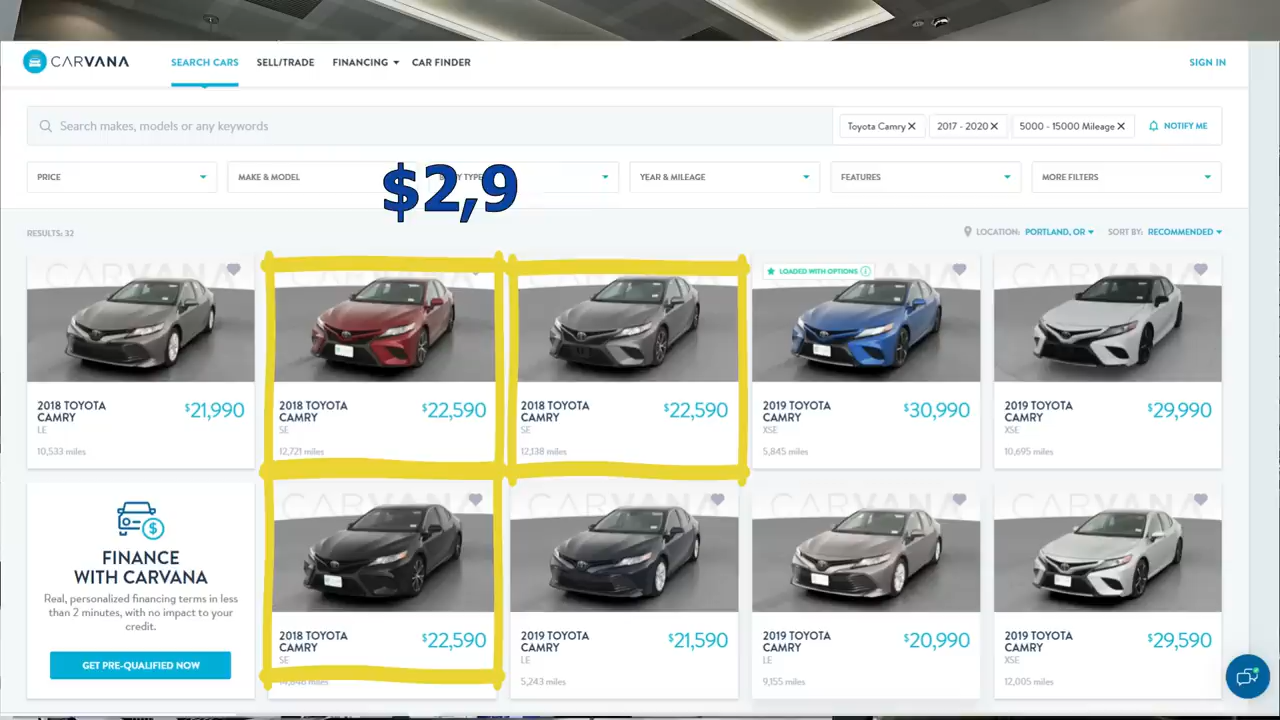 CARVANA
SEARCH CARS SELL/TRADE FINANCING CAR FINDER
SIGN IN
Search makes, models or any keywords
Toyota Camry 2017 - 2020 5000 - 15000 Mileage NOTIFY ME
PRICE MAKE & MODEL TYPE YEAR & MILEAGE FEATURES MORE FILTERS
$2,9
RESULTS: 32
LOCATION: PORTLAND, OR SORT BY: RECOMMENDED
LOADED WITH OPTIONS
2018 TOYOTA
CAMRY
LE
$21,990
10,533 miles
2018 TOYOTA
CAMRY
SE
$22,590
12,721 miles
2018 TOYOTA
CAMRY
SE
$22,590
12,138 miles
2019 TOYOTA
CAMRY
XSE
$30,990
5,845 miles
2019 TOYOTA
CAMRY
XSE
$29,990
10,695 miles
FINANCE
WITH CARVANA
Real, personalized financing terms in less
than 2 minutes, with no impact to your
credit.
GET PRE-QUALIFIED NOW
2018 TOYOTA
CAMRY
SE
$22,590
miles
2019 TOYOTA
CAMRY
LE
$21,590
5,243 miles
2019 TOYOTA
CAMRY
LE
$20,990
9,155 miles
2019 TOYOTA
CAMRY
XSE
$29,590
12,005 miles